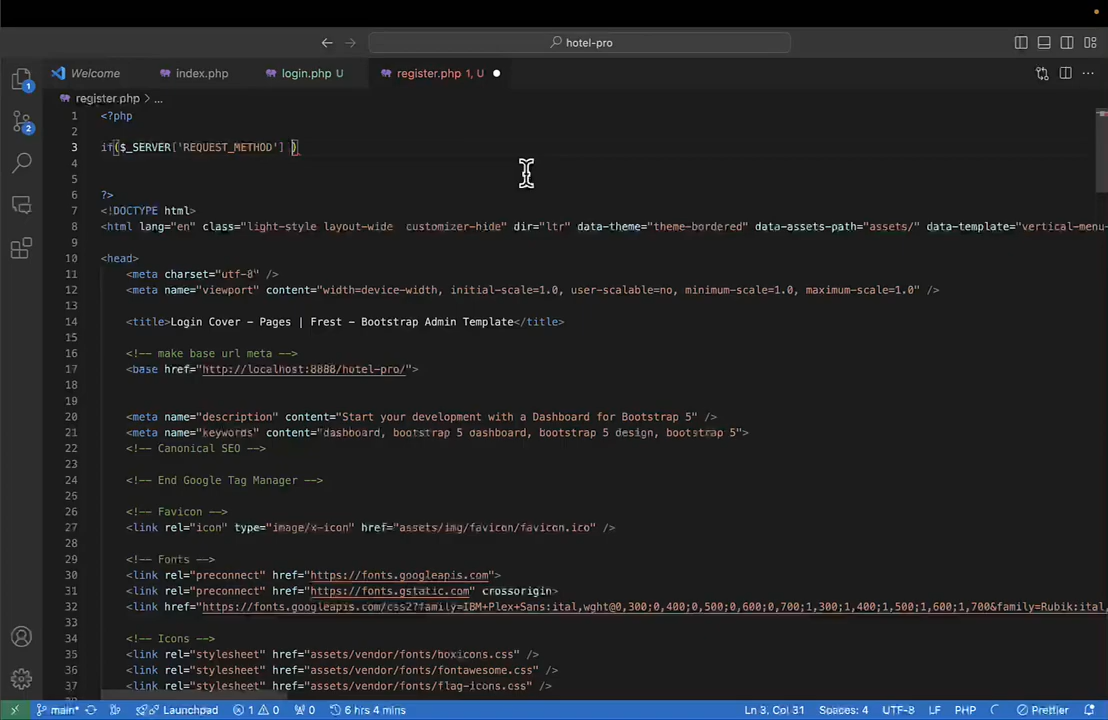 hotel-pro
Welcome index.php login.php U register.php 1, U
register.php > ...
1 <?php
2
3 if($_SERVER['REQUEST_METHOD'] )
4
5
6 ?>
7 <!DOCTYPE html>
8 <html lang="en" class="light-style layout-wide  customizer-hide" dir="ltr" data-theme="theme-bordered" data-assets-path="assets/" data-template="vertical-menu-
9
10 <head>
11 <meta charset="utf-8" />
12 <meta name="viewport" content="width=device-width, initial-scale=1.0, user-scalable=no, minimum-scale=1.0, maximum-scale=1.0" />
13
14 <title>Login Cover - Pages | Frest - Bootstrap Admin Template</title>
15
16 <!-- make base url meta -->
17 <base href="http://localhost:8888/hotel-pro/">
18
19
20 <meta name="description" content="Start your development with a Dashboard for Bootstrap 5" />
21 <meta name="keywords" content="dashboard, bootstrap 5 dashboard, bootstrap 5 design, bootstrap 5">
22 <!-- Canonical SEO -->
23
24 <!-- End Google Tag Manager -->
25
26 <!-- Favicon -->
27 <link rel="icon" type="image/x-icon" href="assets/img/favicon/favicon.ico" />
28
29 <!-- Fonts -->
30 <link rel="preconnect" href="https://fonts.googleapis.com">
31 <link rel="preconnect" href="https://fonts.gstatic.com" crossorigin>
32 <link href="https://fonts.googleapis.com/css2?family=IBM+Plex+Sans:ital,wght@0,300;0,400;0,500;0,600;0,700;1,300;1,400;1,500;1,600;1,700&family=Rubik:ital,
33
34 <!-- Icons -->
35 <link rel="stylesheet" href="assets/vendor/fonts/boxicons.css" />
36 <link rel="stylesheet" href="assets/vendor/fonts/fontawesome.css" />
37 <link rel="stylesheet" href="assets/vendor/fonts/flag-icons.css" />
main* Launchpad 1 0 0 6 hrs 4 mins Ln 3, Col 31 Spaces: 4 UTF-8 LF PHP Prettier